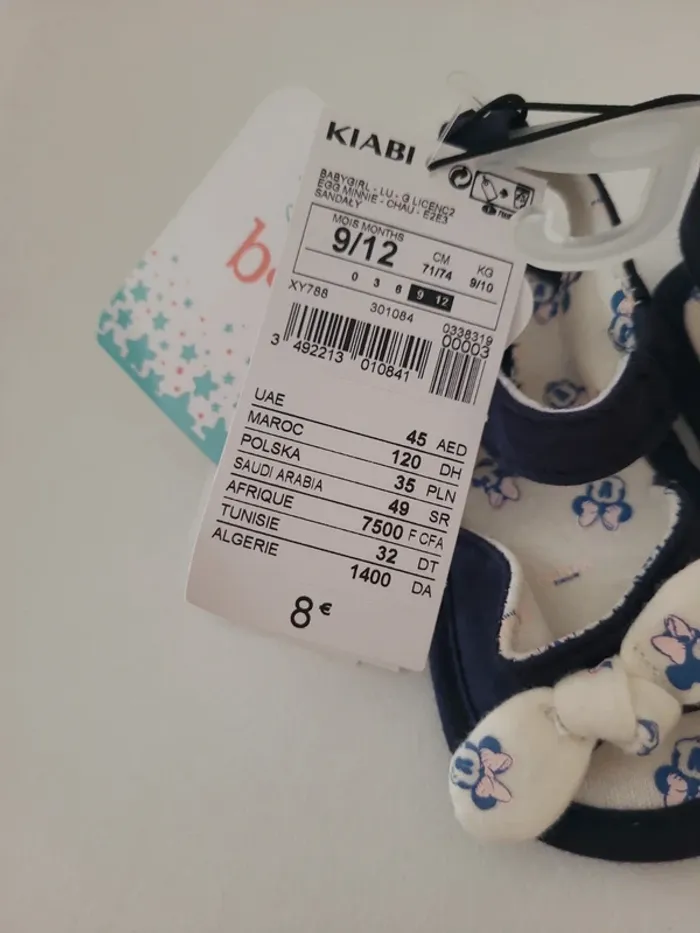 KIABI
BABYGIRL - LU - G LICENC2
EGG MINNIE - CHAU - E2E3
SANDALY
MOIS MONTHS
9/12
CM
71/74
KG
9/10
0 3 6 9 12
XY788
301084
0338319
00003
3 492213 010841
UAE 45 AED
MAROC 120 DH
POLSKA 35 PLN
SAUDI ARABIA 49 SR
AFRIQUE 7500 F CFA
TUNISIE 32 DT
ALGERIE 1400 DA
8€